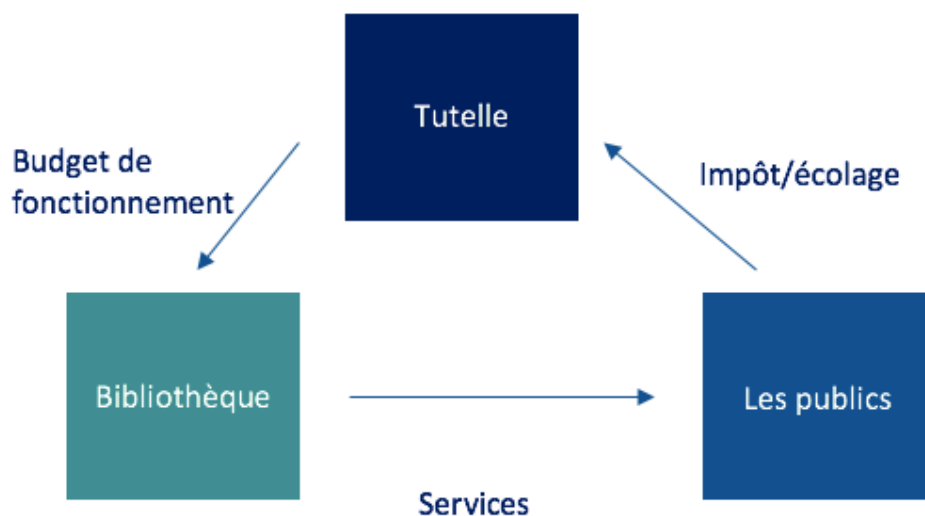 Tutelle
Budget de
fonctionnement
Impôt/écolage
Bibliothèque
Les publics
Services